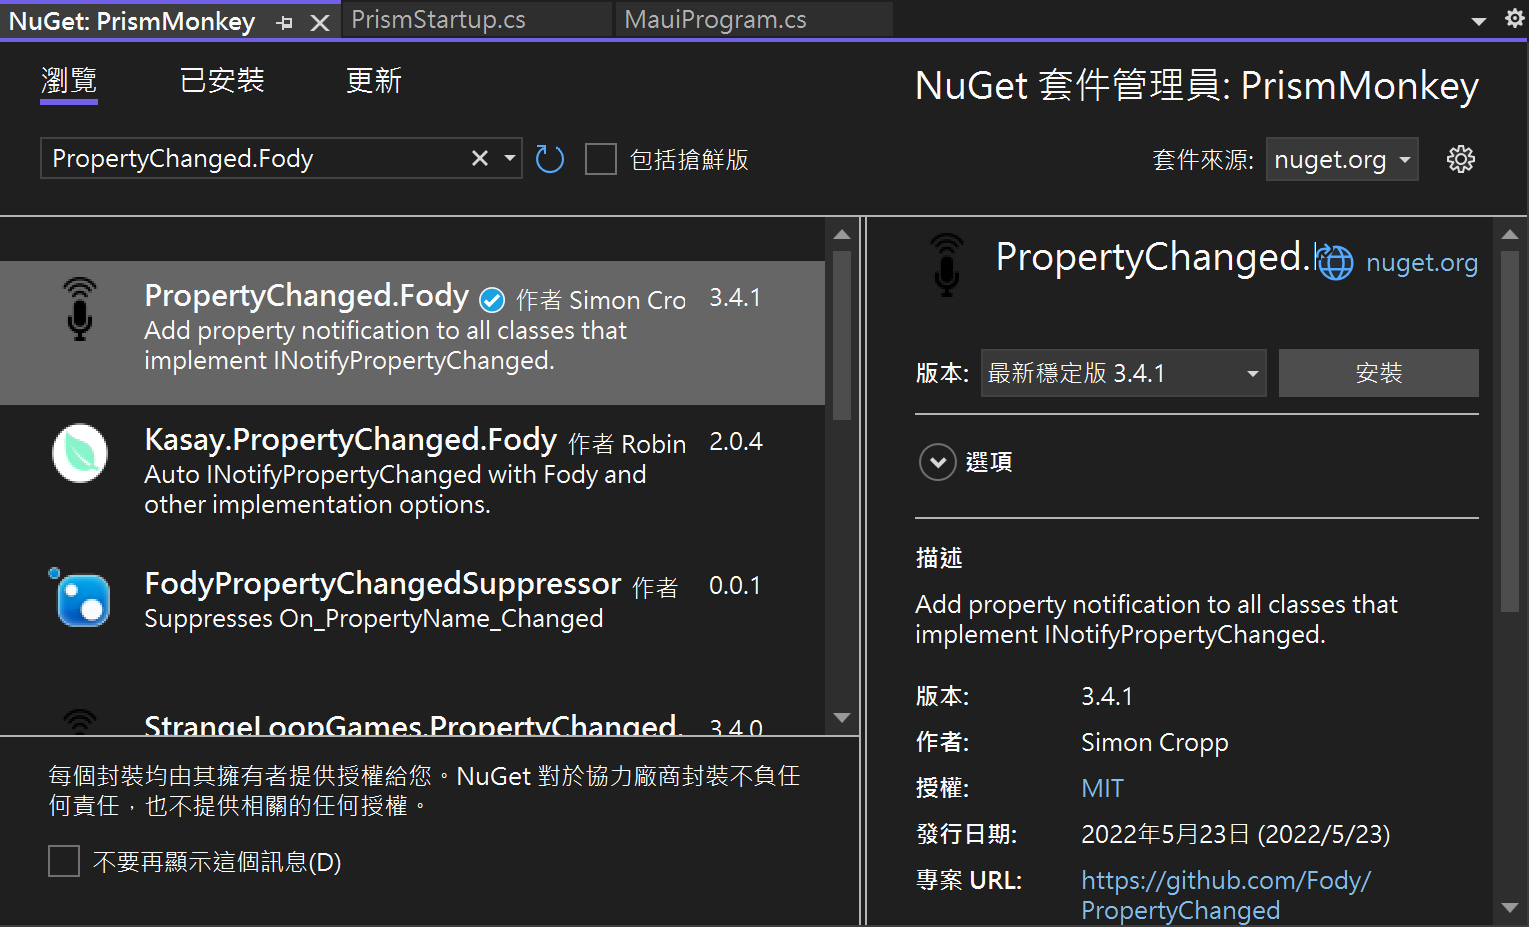 NuGet: PrismMonkey
PrismStartup.cs
MauiProgram.cs
瀏覽
已安裝
更新
NuGet 套件管理員: PrismMonkey
PropertyChanged.Fody
包括搶鮮版
套件來源:
nuget.org
PropertyChanged.Fody 作者 Simon Cro 3.4.1
Add property notification to all classes that
implement INotifyPropertyChanged.
Kasay.PropertyChanged.Fody 作者 Robin 2.0.4
Auto INotifyPropertyChanged with Fody and
other implementation options.
FodyPropertyChangedSuppressor 作者 0.0.1
Suppresses On_PropertyName_Changed
StrangeLoopGames.PropertyChanged. 3.4.0
每個封裝均由其擁有者提供授權給您。NuGet 對於協力廠商封裝不負任
何責任，也不提供相關的任何授權。
不要再顯示這個訊息(D)
PropertyChanged.
nuget.org
版本:
最新穩定版 3.4.1
安裝
選項
描述
Add property notification to all classes that
implement INotifyPropertyChanged.
版本: 3.4.1
作者: Simon Cropp
授權: MIT
發行日期: 2022年5月23日 (2022/5/23)
專案 URL: https://github.com/Fody/
PropertyChanged